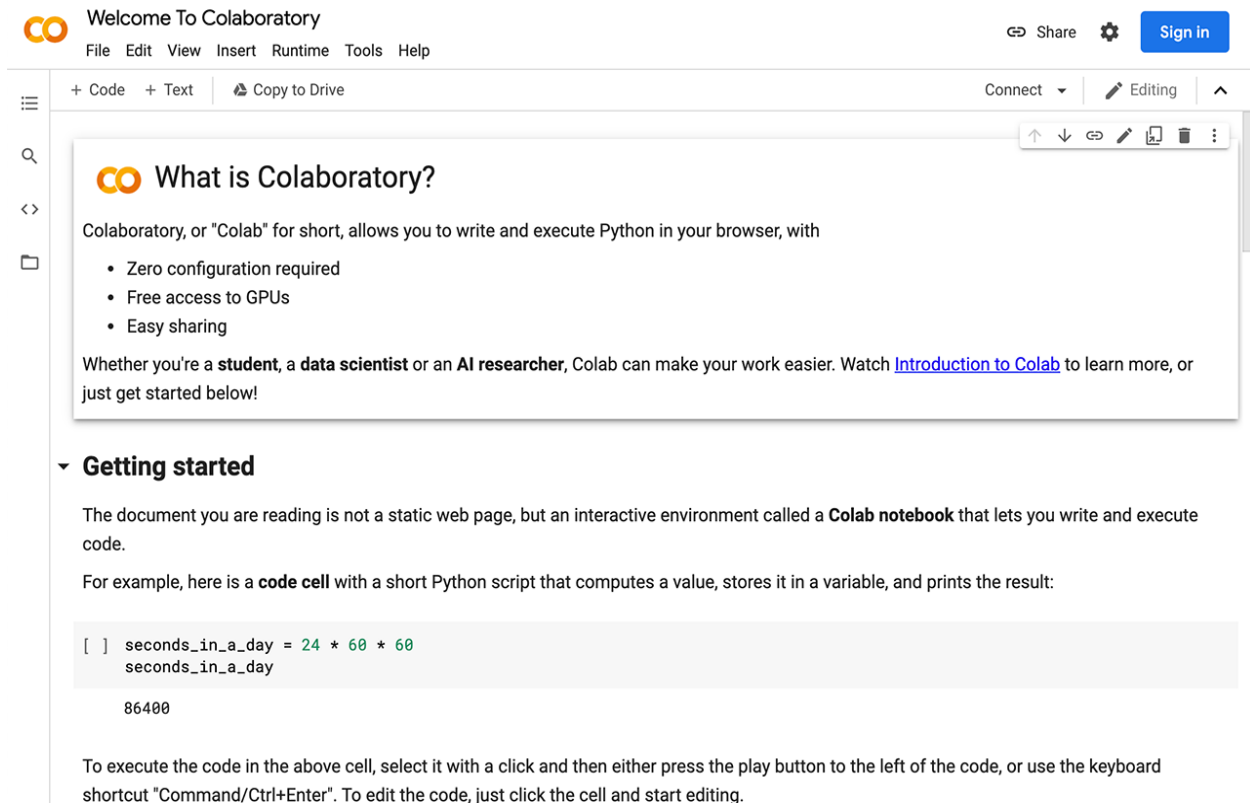 Welcome To Colaboratory
File Edit View Insert Runtime Tools Help
Share
Sign in
+ Code + Text Copy to Drive
Connect
Editing
What is Colaboratory?
Colaboratory, or "Colab" for short, allows you to write and execute Python in your browser, with
• Zero configuration required
• Free access to GPUs
• Easy sharing
Whether you're a student, a data scientist or an AI researcher, Colab can make your work easier. Watch Introduction to Colab to learn more, or
just get started below!
Getting started
The document you are reading is not a static web page, but an interactive environment called a Colab notebook that lets you write and execute
code.
For example, here is a code cell with a short Python script that computes a value, stores it in a variable, and prints the result:
[ ] seconds_in_a_day = 24 * 60 * 60
seconds_in_a_day
86400
To execute the code in the above cell, select it with a click and then either press the play button to the left of the code, or use the keyboard
shortcut "Command/Ctrl+Enter". To edit the code, just click the cell and start editing.